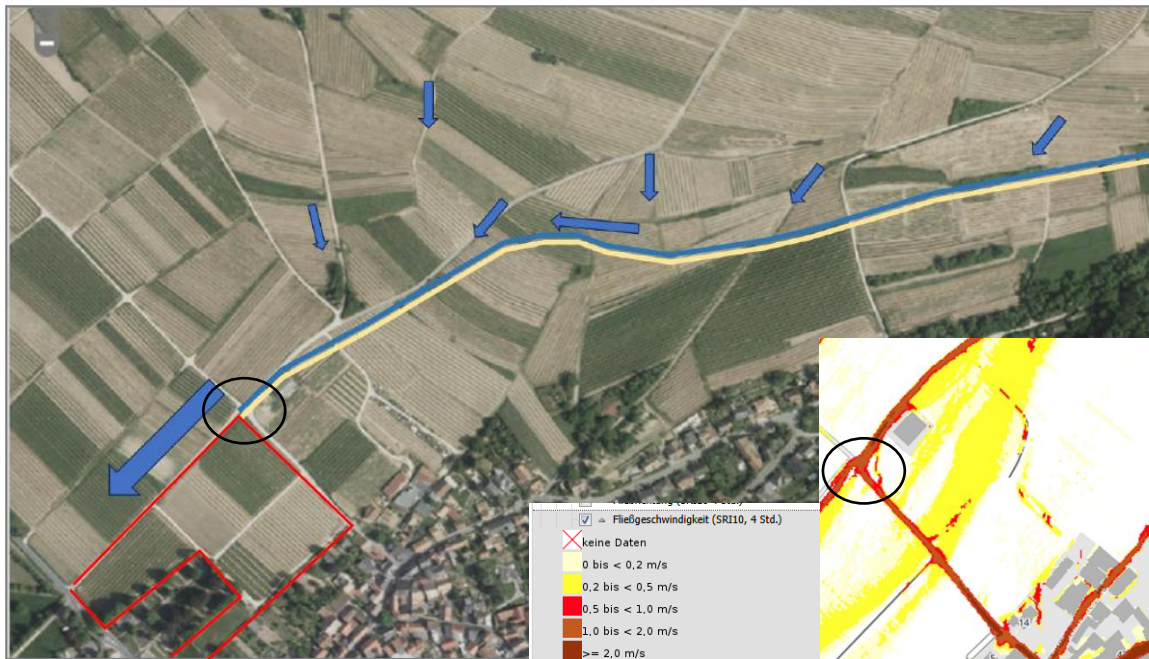 Fließgeschwindigkeit (SRI10, 4 Std.)
keine Daten
0 bis < 0,2 m/s
0,2 bis < 0,5 m/s
0,5 bis < 1,0 m/s
1,0 bis < 2,0 m/s
>= 2,0 m/s
14
5